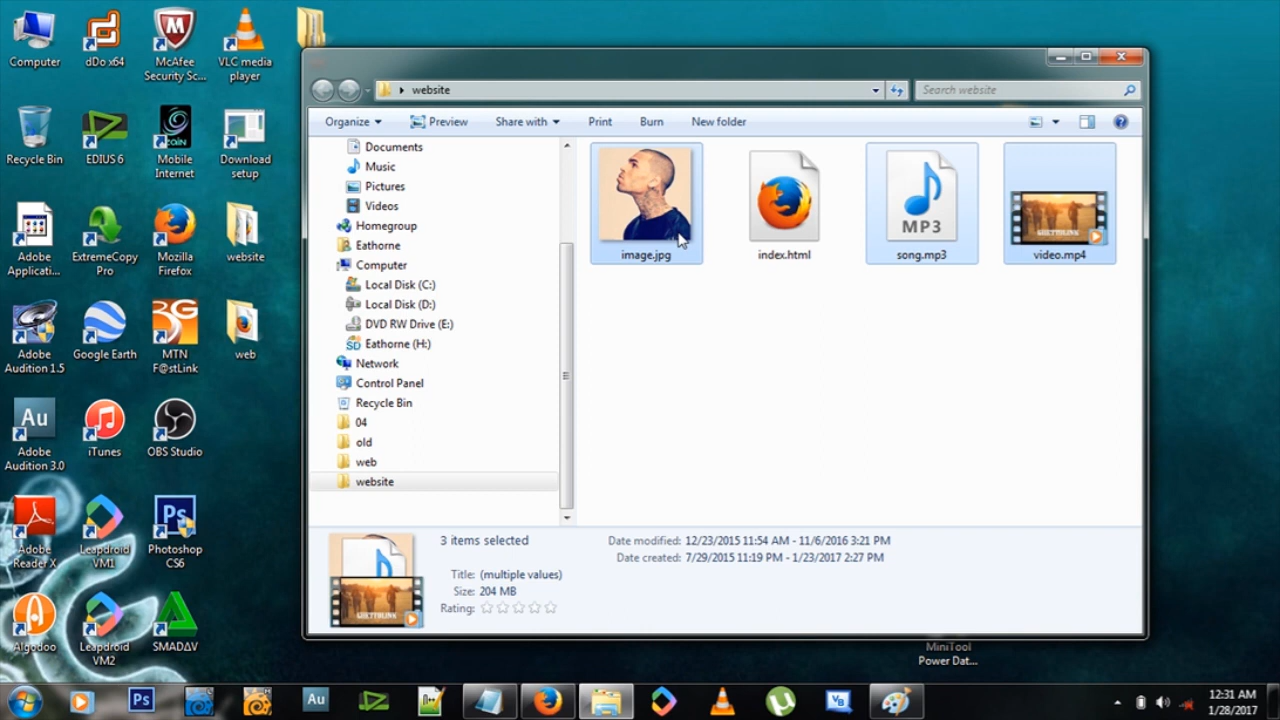 Computer
dDo x64
McAfee
Security Sc...
VLC media
player
Recycle Bin
EDIUS 6
Mobile
Internet
Download
setup
Adobe
Applicati...
ExtremeCopy
Pro
Mozilla
Firefox
website
Adobe
Audition 1.5
Google Earth
3G
MTN
F@stLink
web
Au
Adobe
Audition 3.0
iTunes
OBS Studio
Adobe
Reader X
Leapdroid
VM1
Ps
Photoshop
CS6
Algodoo
Leapdroid
VM2
SMADΔV
website
Search website
Organize
Preview
Share with
Print
Burn
New folder
Documents
Music
Pictures
Videos
Homegroup
Eathorne
Computer
Local Disk (C:)
Local Disk (D:)
DVD RW Drive (E:)
Eathorne (H:)
Network
Control Panel
Recycle Bin
04
old
web
website
image.jpg
index.html
MP3
song.mp3
video.mp4
3 items selected
Title: (multiple values)
Size: 204 MB
Rating:
Date modified: 12/23/2015 11:54 AM - 11/6/2016 3:21 PM
Date created: 7/29/2015 11:19 PM - 1/23/2017 2:27 PM
MiniTool
Power Dat...
Ps
Au
12:31 AM
1/28/2017